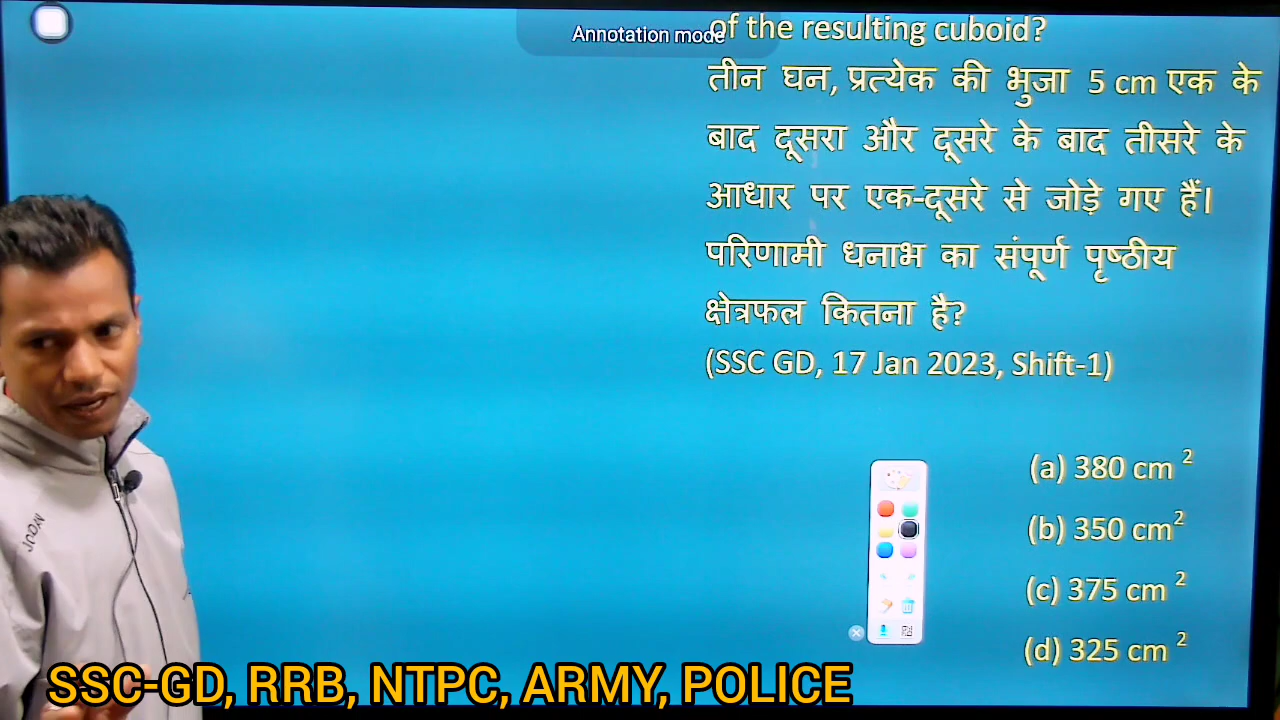 Annotation mode
of the resulting cuboid?
तीन घन, प्रत्येक की भुजा 5 cm एक के
बाद दूसरा और दूसरे के बाद तीसरे के
आधार पर एक-दूसरे से जोड़े गए हैं।
परिणामी धनाभ का संपूर्ण पृष्ठीय
क्षेत्रफल कितना है?
(SSC GD, 17 Jan 2023, Shift-1)
(a) 380 cm ²
(b) 350 cm²
(c) 375 cm ²
(d) 325 cm ²
SSC-GD, RRB, NTPC, ARMY, POLICE